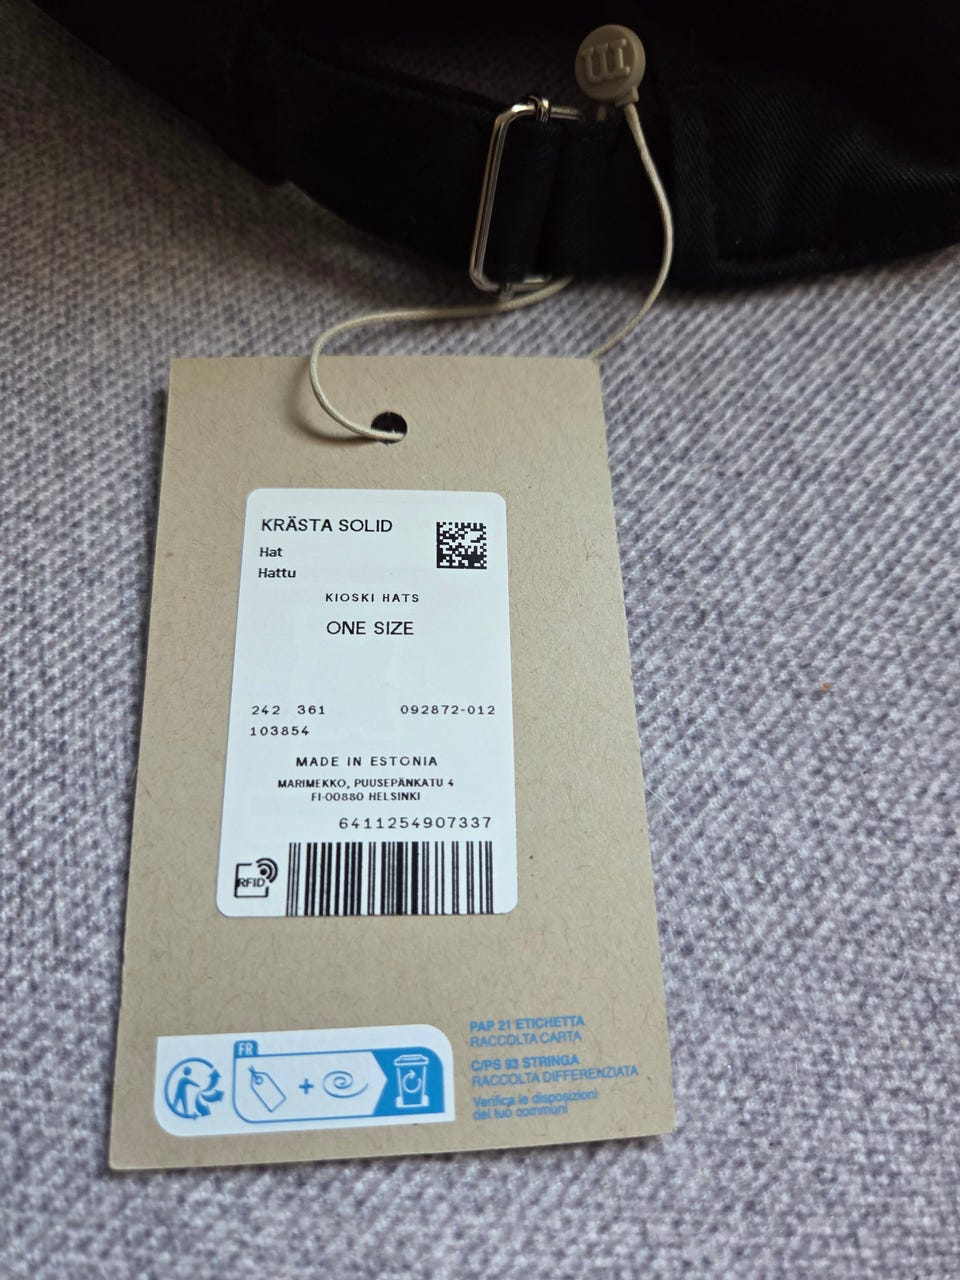 m
KRÄSTA SOLID
Hat
Hattu
KIOSKI HATS
ONE SIZE
242 361 092872-012
103854
MADE IN ESTONIA
MARIMEKKO, PUUSEPÄNKATU 4
FI-00880 HELSINKI
6411254907337
RFID
FR
PAP 21 ETICHETTA
RACCOLTA CARTA
C/PS 93 STRINGA
RACCOLTA DIFFERENZIATA
Verifica le disposizioni
del tuo communi